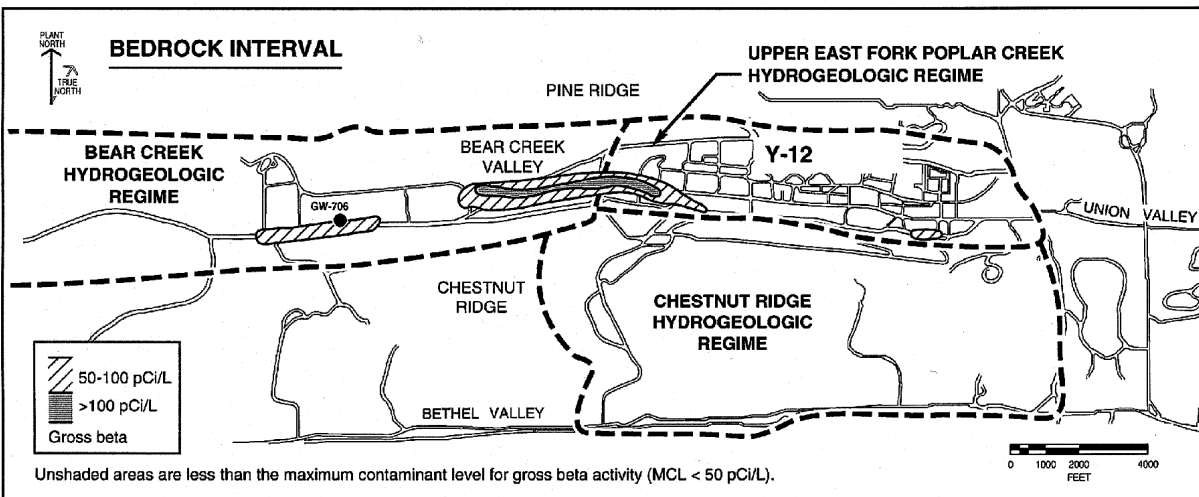 PLANT
NORTH
TRUE
NORTH
BEDROCK INTERVAL
UPPER EAST FORK POPLAR CREEK
HYDROGEOLOGIC REGIME
PINE RIDGE
BEAR CREEK
HYDROGEOLOGIC
REGIME
BEAR CREEK
VALLEY
Y-12
GW-706
UNION VALLEY
CHESTNUT
RIDGE
CHESTNUT RIDGE
HYDROGEOLOGIC
REGIME
50-100 pCi/L
>100 pCi/L
Gross beta
BETHEL VALLEY
0 1000 2000 4000
FEET
Unshaded areas are less than the maximum contaminant level for gross beta activity (MCL < 50 pCi/L).